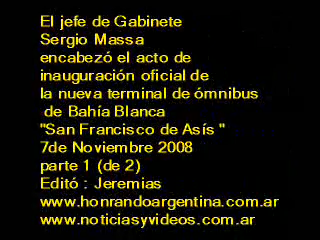 El jefe de Gabinete
Sergio Massa
encabezó el acto de
inauguración oficial de
la nueva terminal de ómnibus
de Bahía Blanca
"San Francisco de Asís "
7de Noviembre 2008
parte 1 (de 2)
Editó : Jeremias
www.honrandoargentina.com.ar
www.noticiasyvideos.com.ar